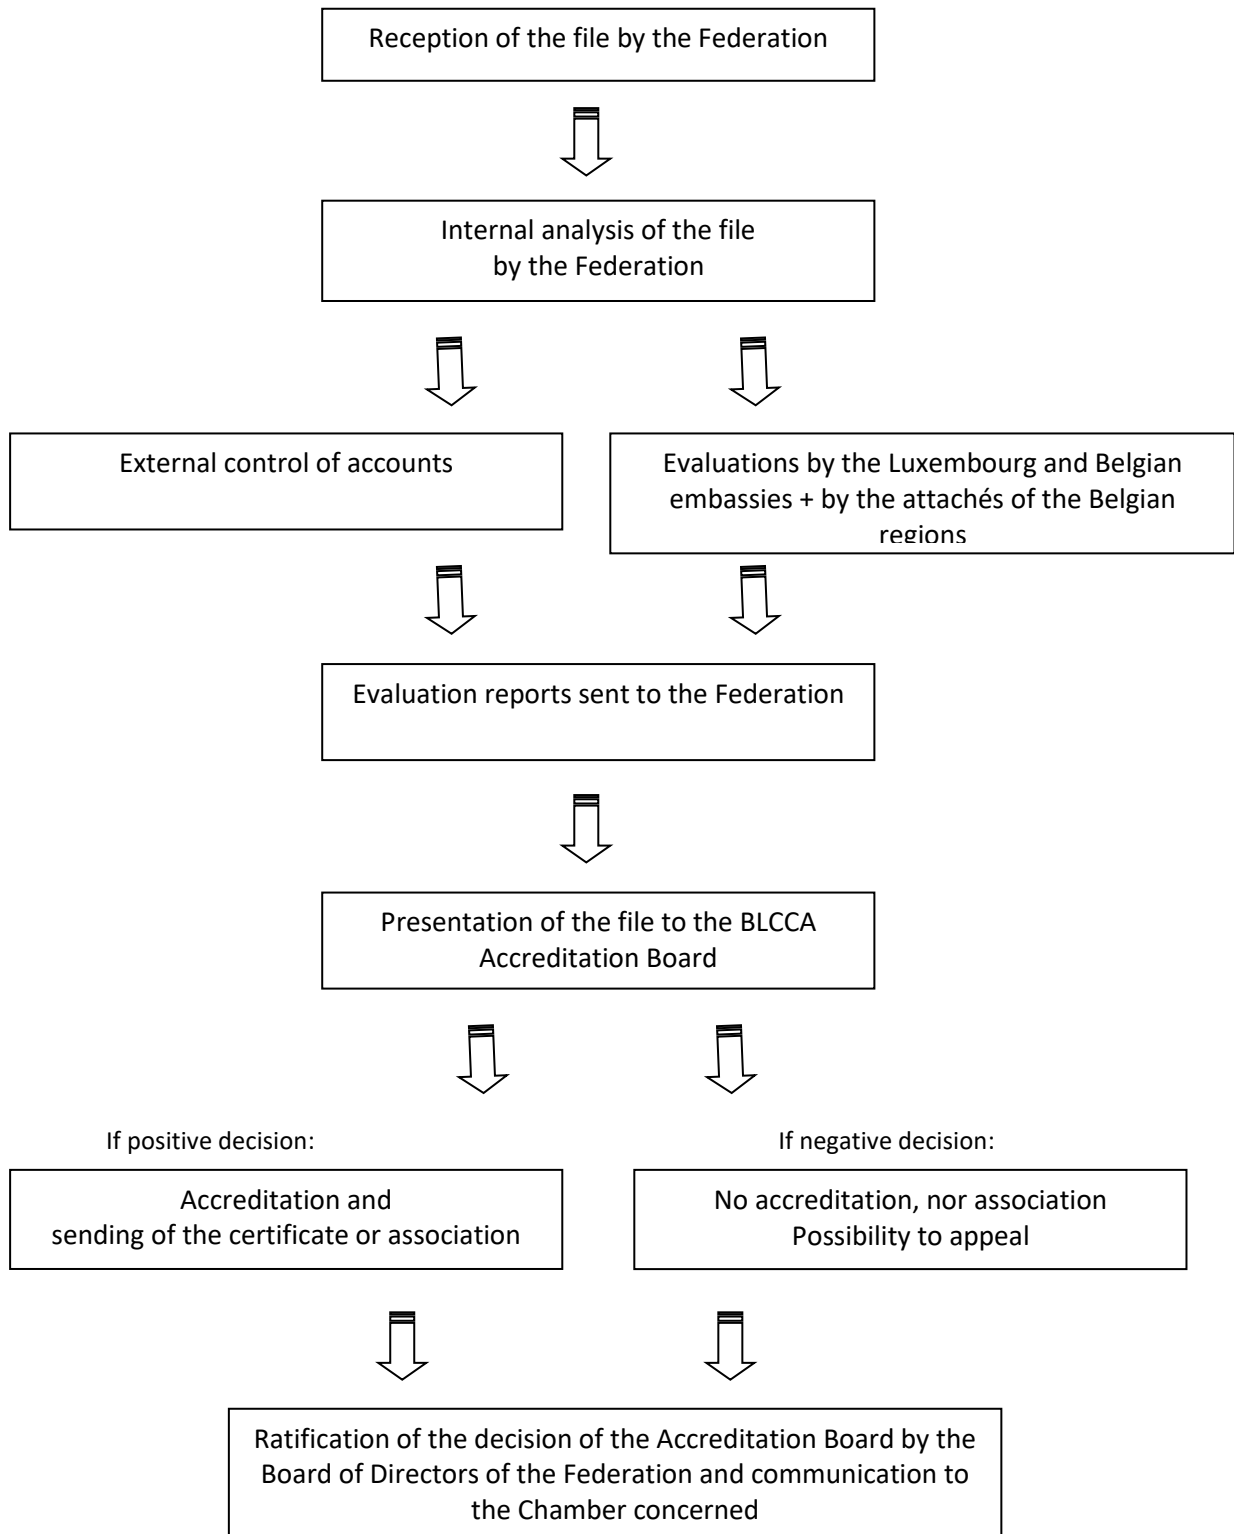 Reception of the file by the Federation
Internal analysis of the file
by the Federation
External control of accounts
Evaluations by the Luxembourg and Belgian
embassies + by the attachés of the Belgian
regions
Evaluation reports sent to the Federation
Presentation of the file to the BLCCA
Accreditation Board
If positive decision:
If negative decision:
Accreditation and
sending of the certificate or association
No accreditation, nor association
Possibility to appeal
Ratification of the decision of the Accreditation Board by the
Board of Directors of the Federation and communication to
the Chamber concerned